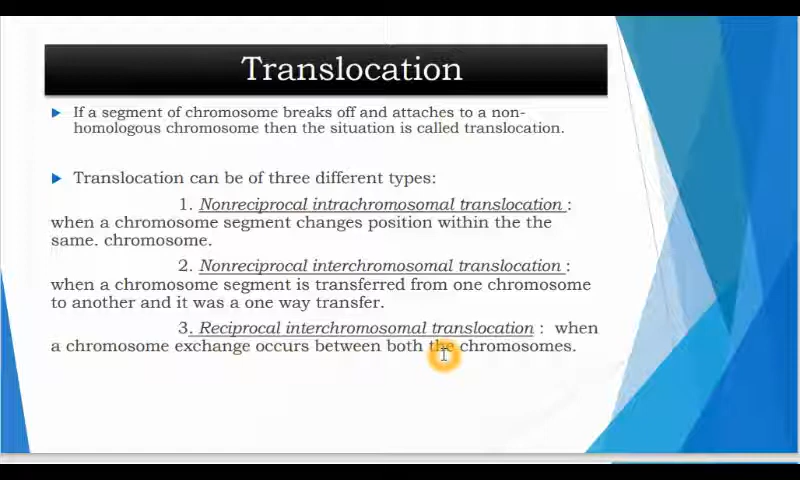 Translocation
If a segment of chromosome breaks off and attaches to a non-
homologous chromosome then the situation is called translocation.
Translocation can be of three different types:
1. Nonreciprocal intrachromosomal translocation :
when a chromosome segment changes position within the the
same. chromosome.
2. Nonreciprocal interchromosomal translocation :
when a chromosome segment is transferred from one chromosome
to another and it was a one way transfer.
3. Reciprocal interchromosomal translocation : when
a chromosome exchange occurs between both the chromosomes.